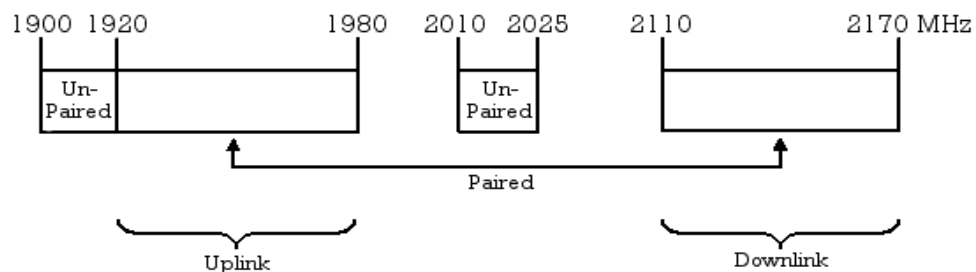 1900 1920 1980 2010 2025 2110 2170 MHz
Un-
Paired
Un-
Paired
Paired
Uplink
Downlink